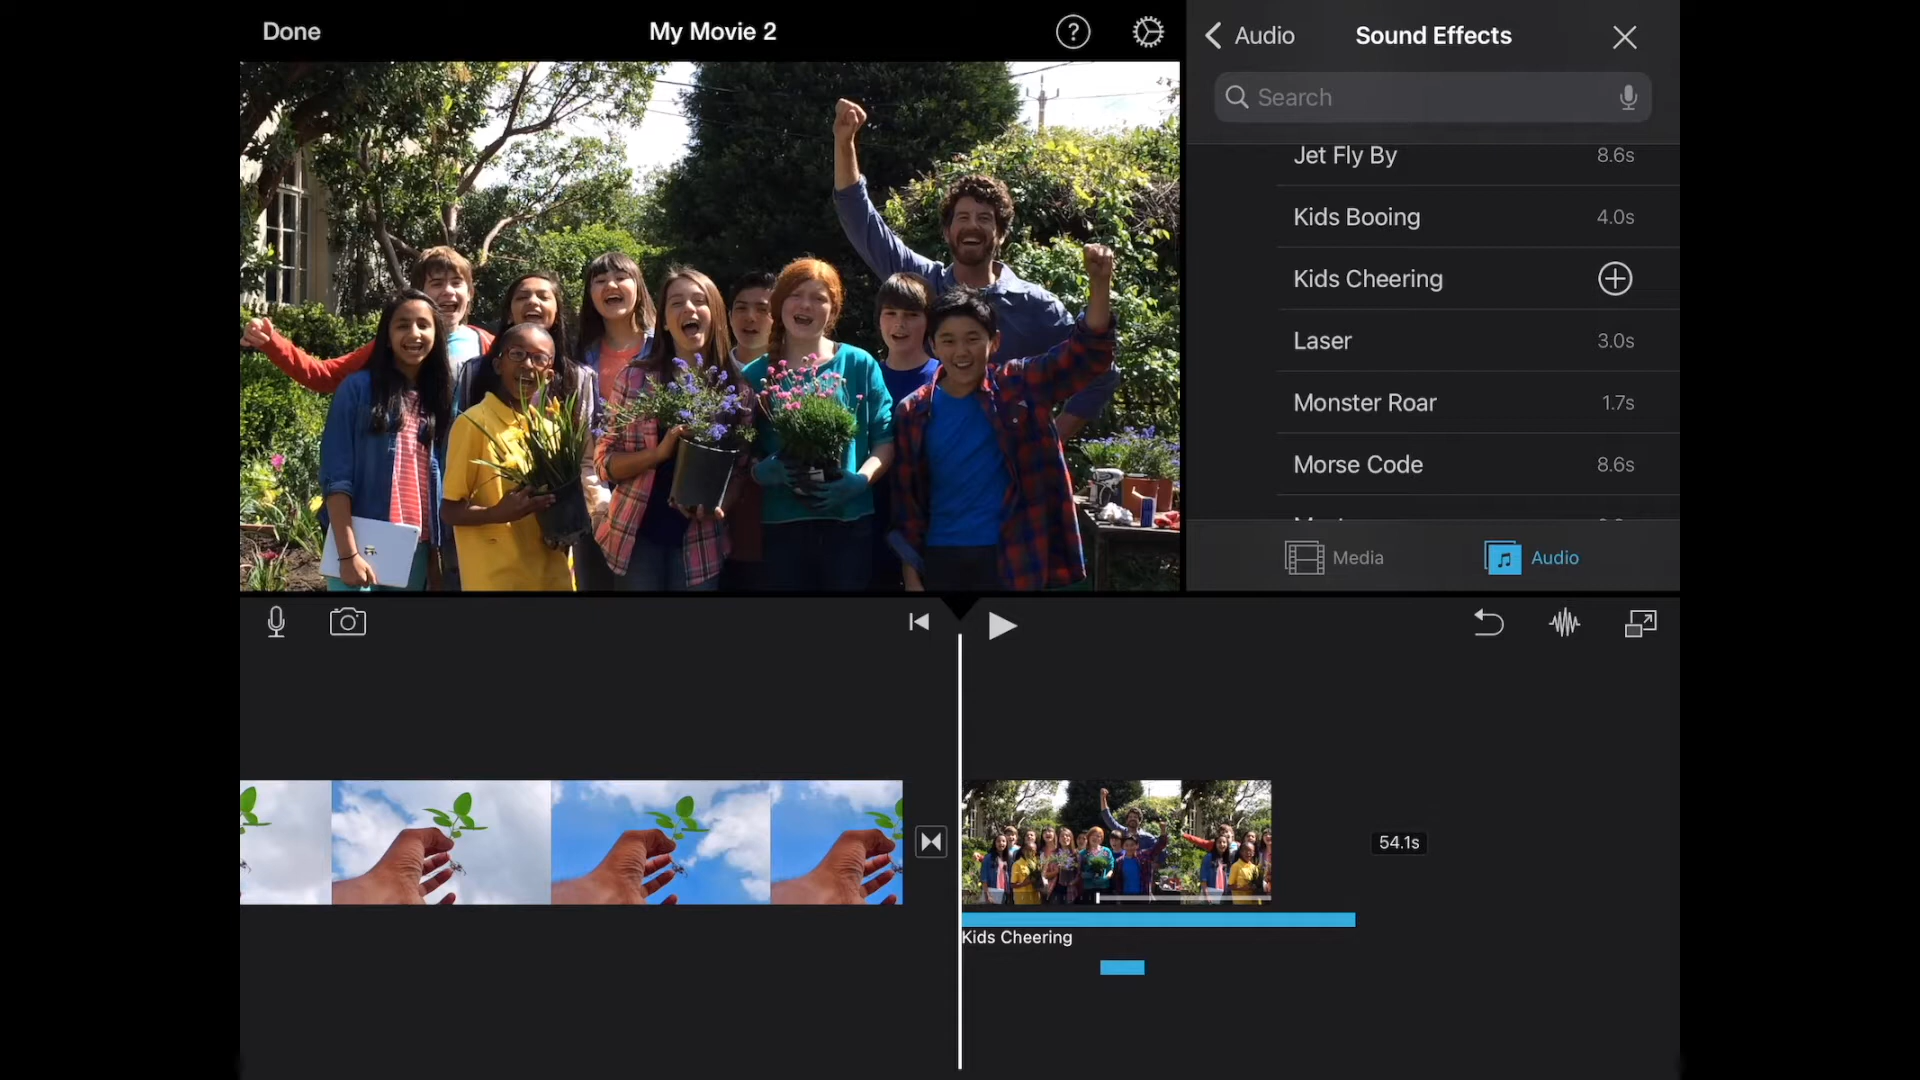 Done
My Movie 2
?
Audio
Sound Effects
Search
Jet Fly By
8.6s
Kids Booing
4.0s
Kids Cheering
Laser
3.0s
Monster Roar
1.7s
Morse Code
8.6s
Media
Audio
54.1s
Kids Cheering